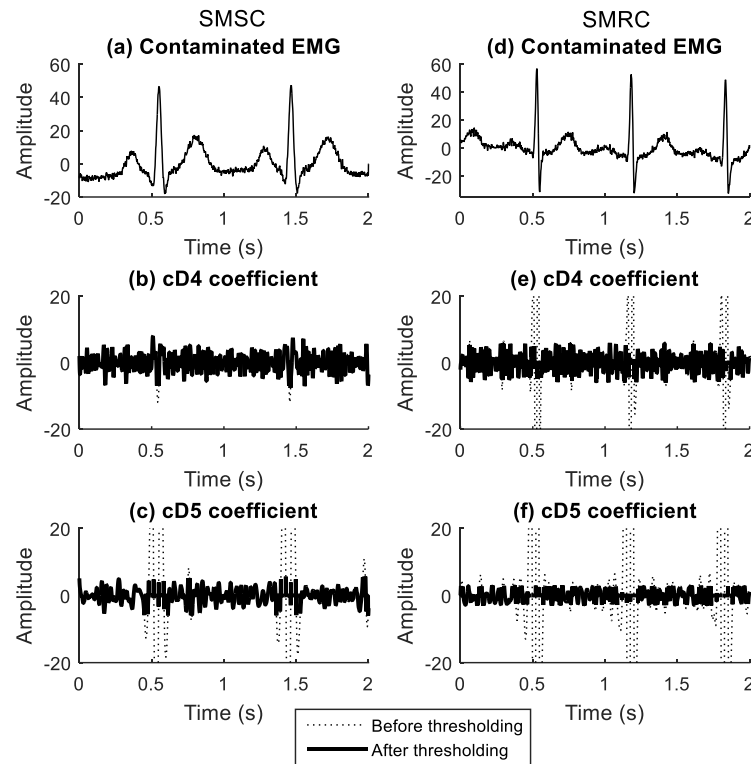 SMSC
(a) Contaminated EMG
60
40
20
0
-20
Amplitude
0 0.5 1 1.5 2
Time (s)
SMRC
(d) Contaminated EMG
60
40
20
0
-20
Amplitude
0 0.5 1 1.5 2
Time (s)
(b) cD4 coefficient
20
0
-20
Amplitude
0 0.5 1 1.5 2
Time (s)
(e) cD4 coefficient
20
0
-20
Amplitude
0 0.5 1 1.5 2
Time (s)
(c) cD5 coefficient
20
0
-20
Amplitude
0 0.5 1 1.5 2
Time (s)
(f) cD5 coefficient
20
0
-20
Amplitude
0 0.5 1 1.5 2
Time (s)
Before thresholding
After thresholding